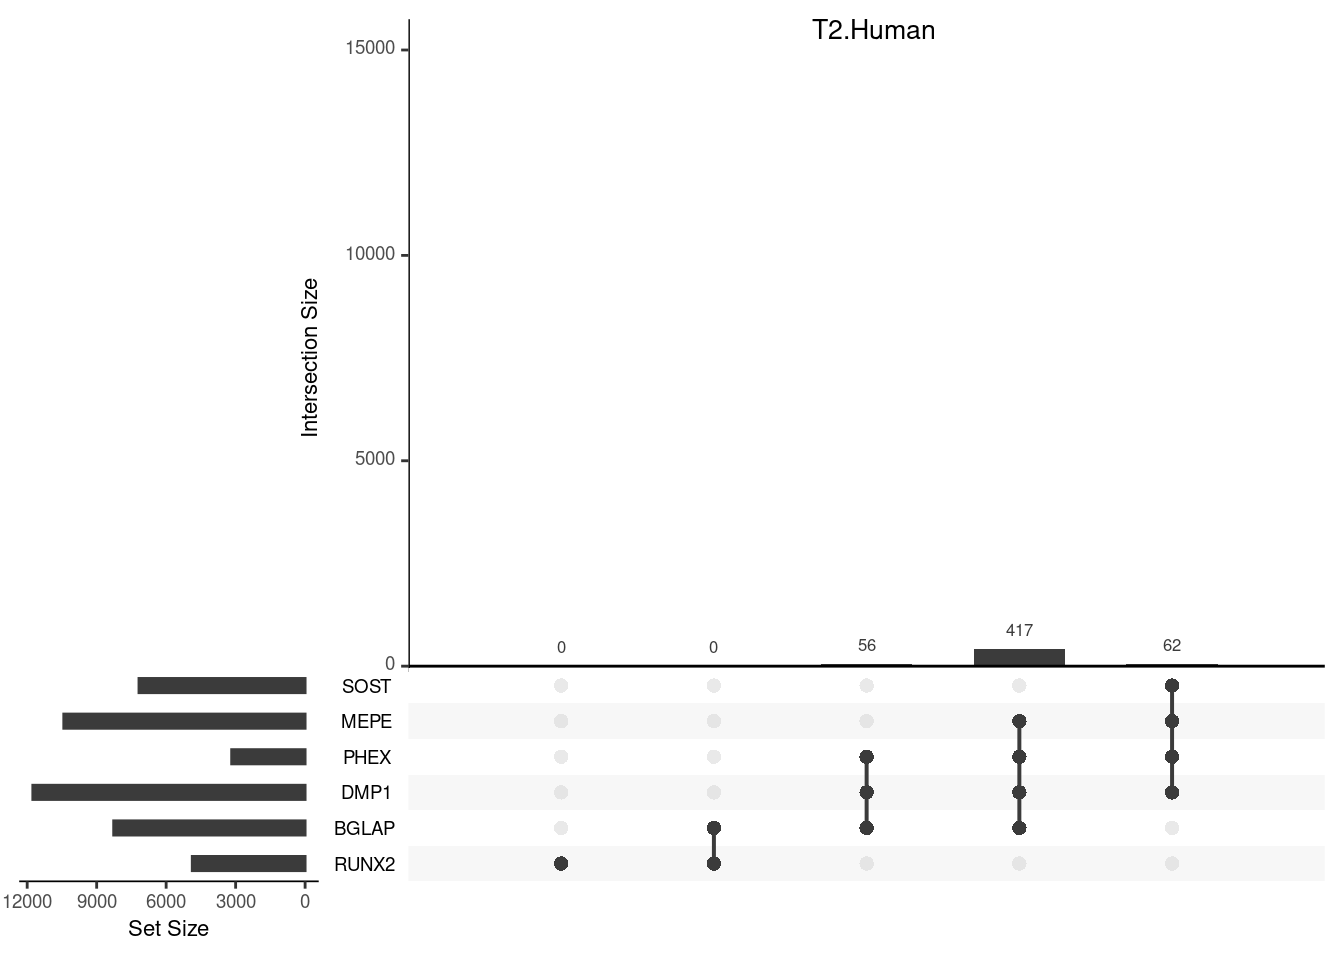 T2.Human
15000
10000
5000
0
Intersection Size
0
0
56
417
62
SOST
MEPE
PHEX
DMP1
BGLAP
RUNX2
12000 9000 6000 3000 0
Set Size